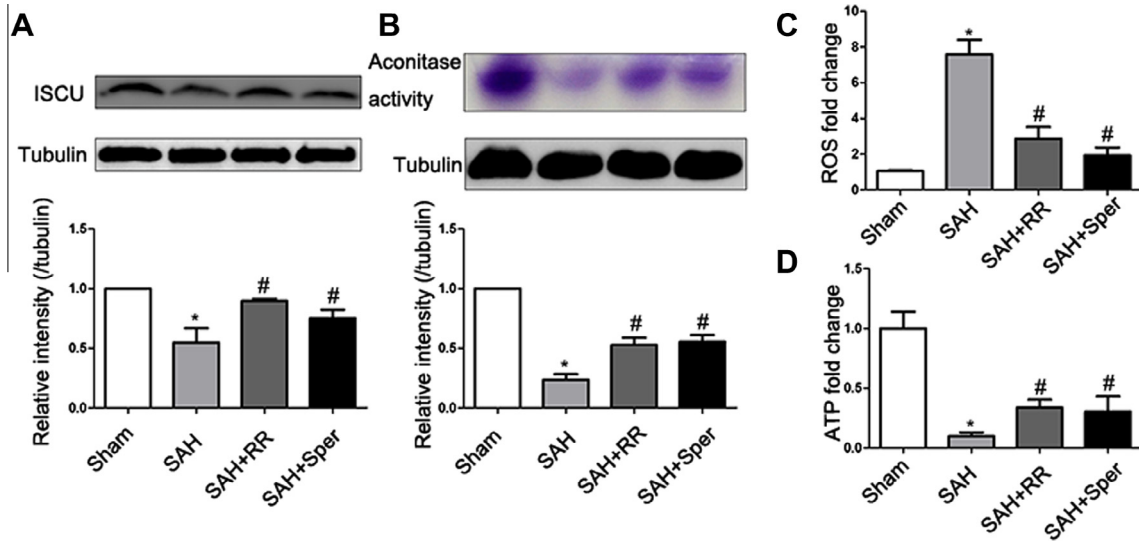 A
ISCU
Tubulin
Relative intensity (/tubulin)
1.5
1.0
0.5
0.0
*
#
#
Sham
SAH
SAH+RR
SAH+Sper
B
Aconitase
activity
Tubulin
Relative intensity (/tubulin)
1.5
1.0
0.5
0.0
*
#
#
Sham
SAH
SAH+RR
SAH+Sper
C
ROS fold change
10
8
6
4
2
0
*
#
#
Sham
SAH
SAH+RR
SAH+Sper
D
ATP fold change
1.5
1.0
0.5
0.0
*
#
#
Sham
SAH
SAH+RR
SAH+Sper